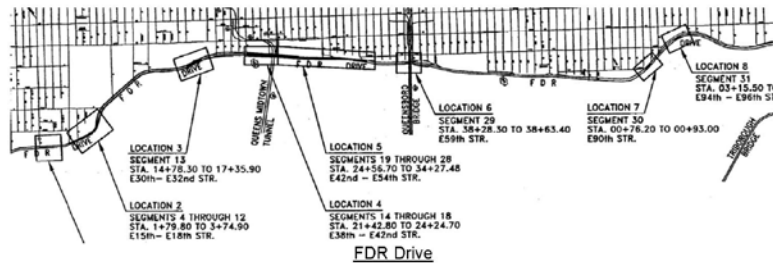 FDR
DRIVE
FDR
DRIVE
FDR
DRIVE
FDR
DRIVE
QUEENS MIDTOWN
TUNNEL
QUEENSBORO
BRIDGE
TRIBOROUGH
BRIDGE
LOCATION 2
SEGMENTS 4 THROUGH 12
STA. 1+79.80 TO 3+74.90
E15th - E18th STR.
LOCATION 3
SEGMENT 13
STA. 14+78.30 TO 17+35.90
E30th - E32nd STR.
LOCATION 4
SEGMENTS 14 THROUGH 18
STA. 21+42.80 TO 24+24.70
E38th - E42nd STR.
LOCATION 5
SEGMENTS 19 THROUGH 28
STA. 24+56.70 TO 34+27.48
E42nd - E54th STR.
LOCATION 6
SEGMENT 29
STA. 38+28.30 TO 38+63.40
E59th STR.
LOCATION 7
SEGMENT 30
STA. 00+76.20 TO 00+93.00
E90th STR.
LOCATION 8
SEGMENT 31
STA. 03+15.50 TO
E94th - E96th ST
FDR Drive